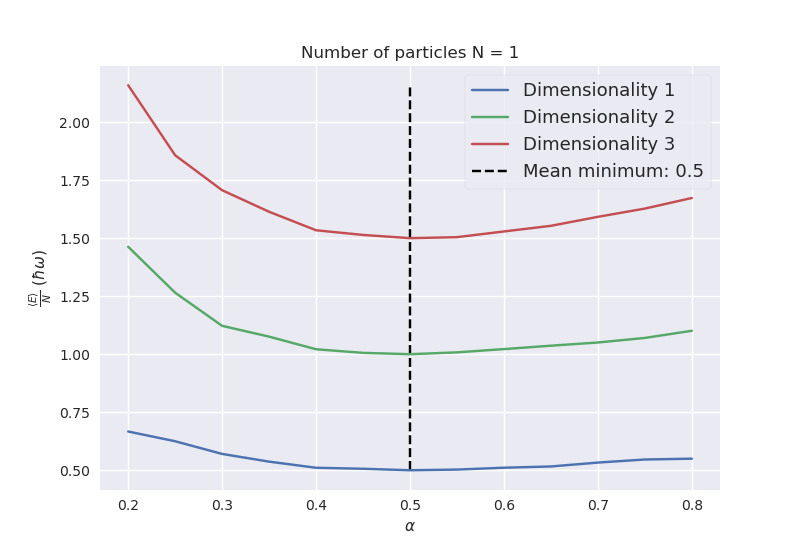 Number of particles N = 1
Dimensionality 1
Dimensionality 2
Dimensionality 3
Mean minimum: 0.5
⟨E⟩/N (ħω)
2.00
1.75
1.50
1.25
1.00
0.75
0.50
0.2 0.3 0.4 0.5 0.6 0.7 0.8
α